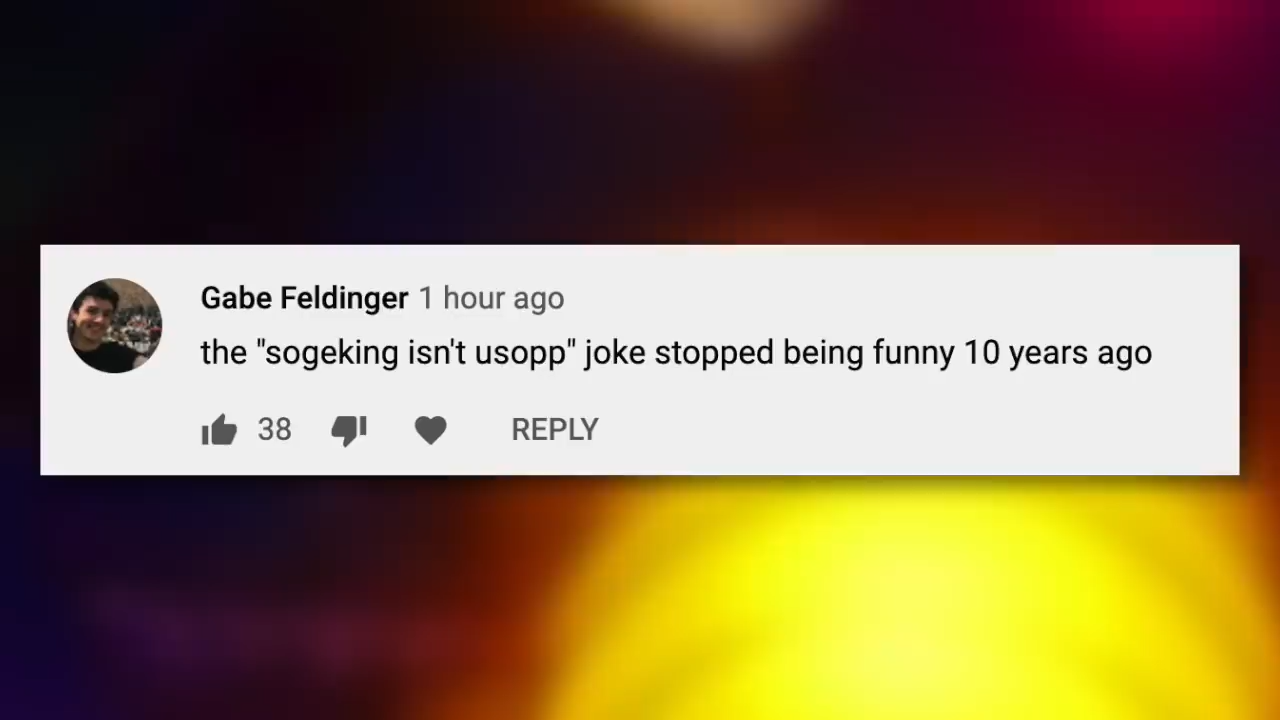 Gabe Feldinger 1 hour ago
the "sogeking isn't usopp" joke stopped being funny 10 years ago
38 REPLY